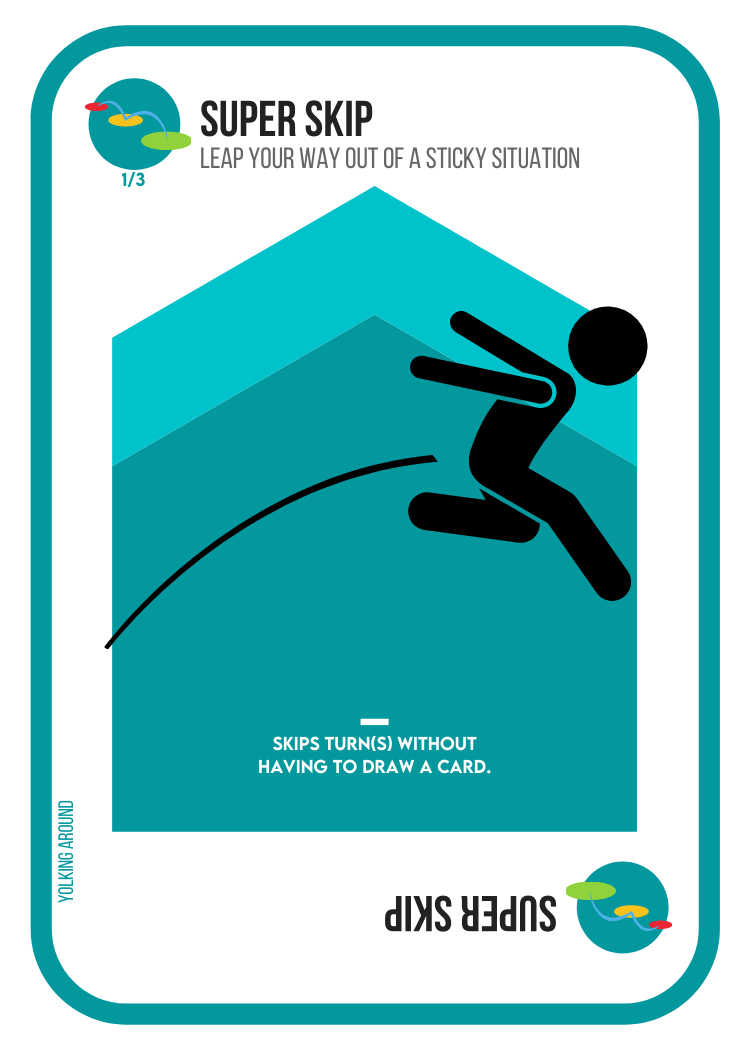 SUPER SKIP
LEAP YOUR WAY OUT OF A STICKY SITUATION
1/3
SKIPS TURN(S) WITHOUT
HAVING TO DRAW A CARD.
YOLKING AROUND
SUPER SKIP